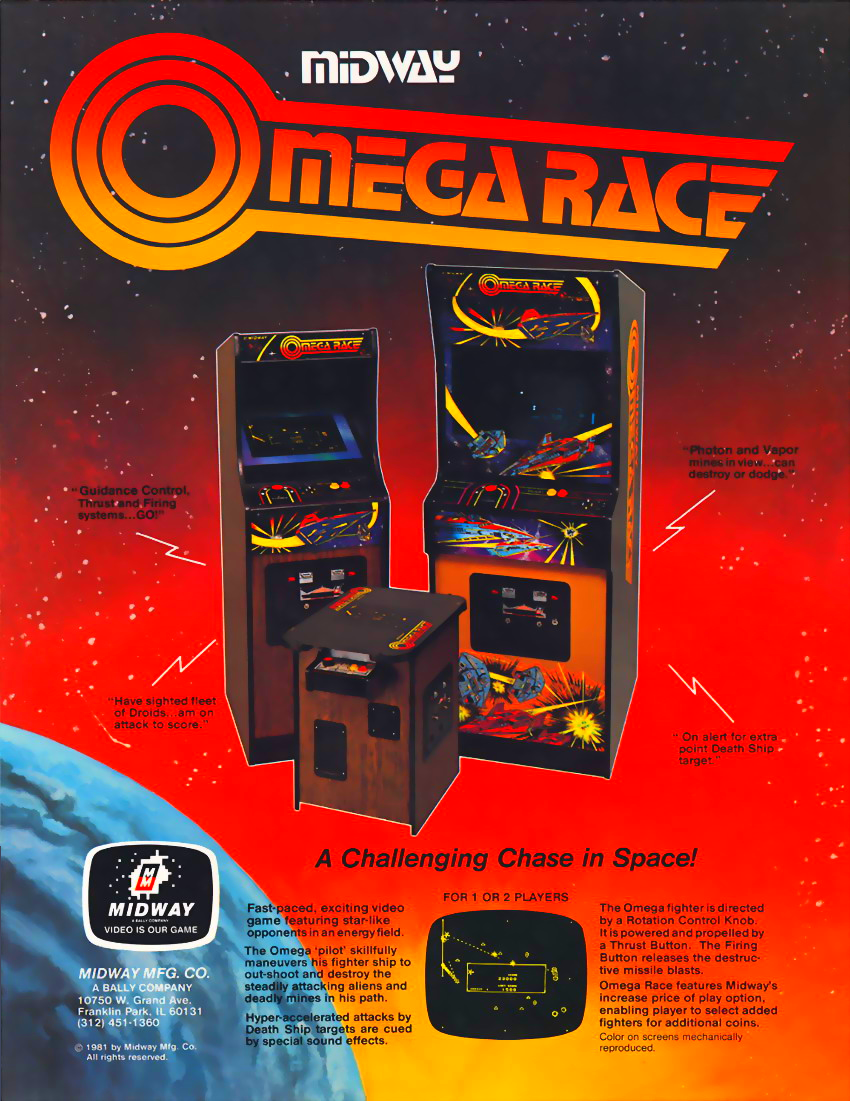 MIDWAY
OMEGA RACE
MIDWAY
OMEGA RACE
OMEGA RACE
"Photon and Vapor
mines in view...can
destroy or dodge."
"Guidance Control,
Thrust and Firing
systems...GO!"
"Have sighted fleet
of Droids...am on
attack to score."
"On alert for extra
point Death Ship
target."
A Challenging Chase in Space!
MIDWAY
A BALLY COMPANY
VIDEO IS OUR GAME
MIDWAY MFG. CO.
A BALLY COMPANY
10750 W. Grand Ave.
Franklin Park, IL 60131
(312) 451-1360
© 1981 by Midway Mfg. Co.
All rights reserved.
Fast-paced, exciting video
game featuring star-like
opponents in an energy field.
The Omega 'pilot' skillfully
maneuvers his fighter ship to
out-shoot and destroy the
steadily attacking aliens and
deadly mines in his path.
Hyper-accelerated attacks by
Death Ship targets are cued
by special sound effects.
FOR 1 OR 2 PLAYERS
The Omega fighter is directed
by a Rotation Control Knob.
It is powered and propelled by
a Thrust Button. The Firing
Button releases the destruc-
tive missile blasts.
Omega Race features Midway's
increase price of play option,
enabling player to select added
fighters for additional coins.
Color on screens mechanically
reproduced.